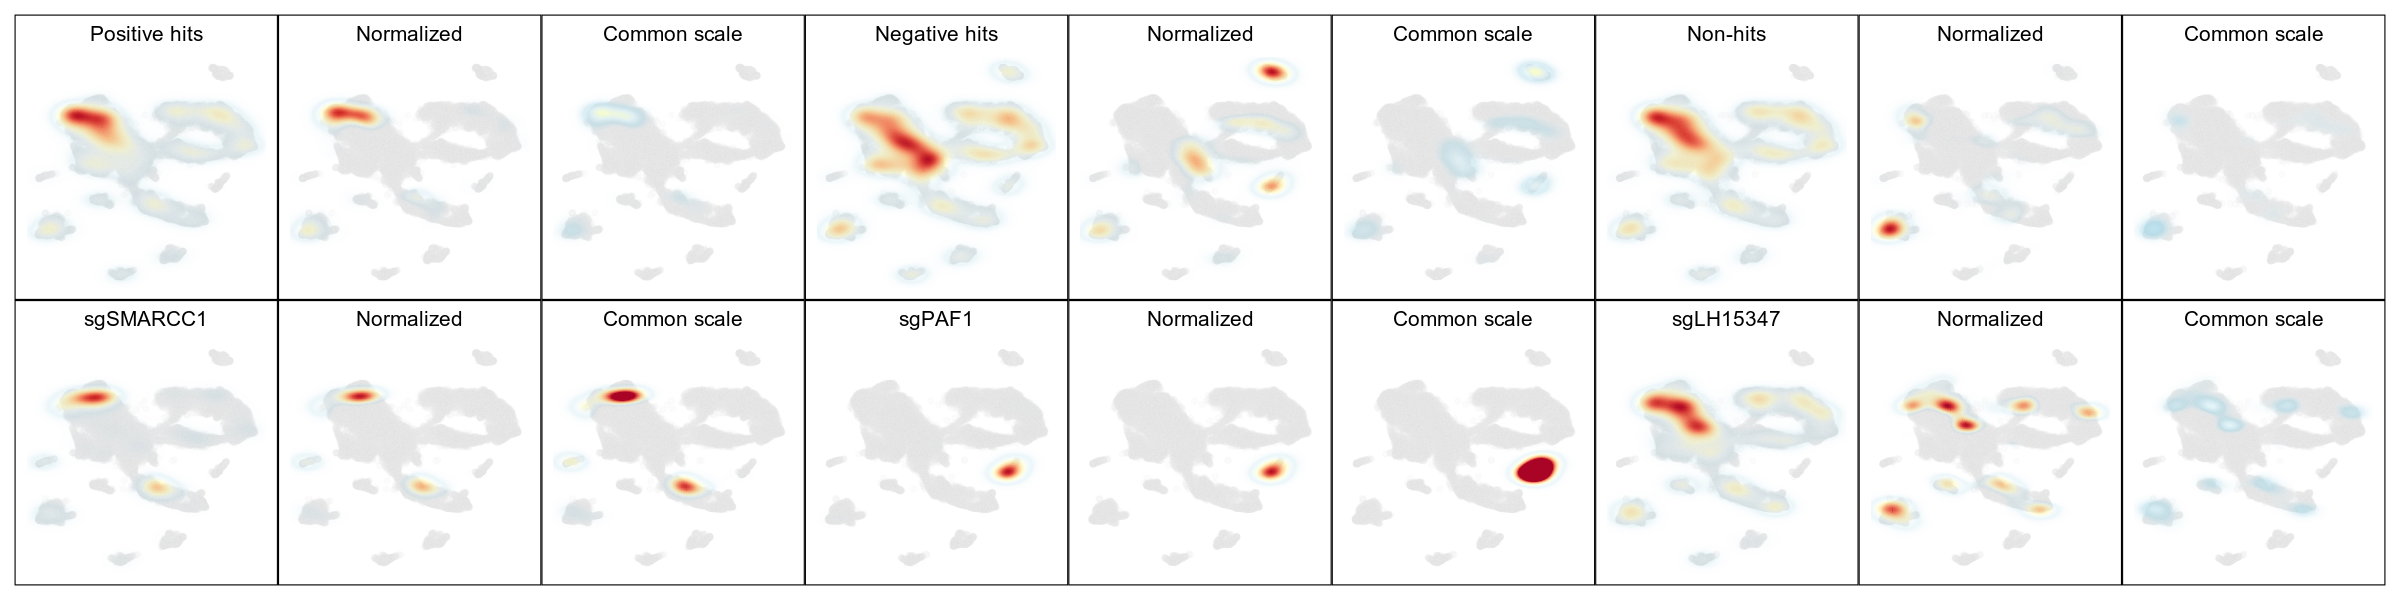 Positive hits
Normalized
Common scale
Negative hits
Normalized
Common scale
Non-hits
Normalized
Common scale
sgSMARCC1
Normalized
Common scale
sgPAF1
Normalized
Common scale
sgLH15347
Normalized
Common scale